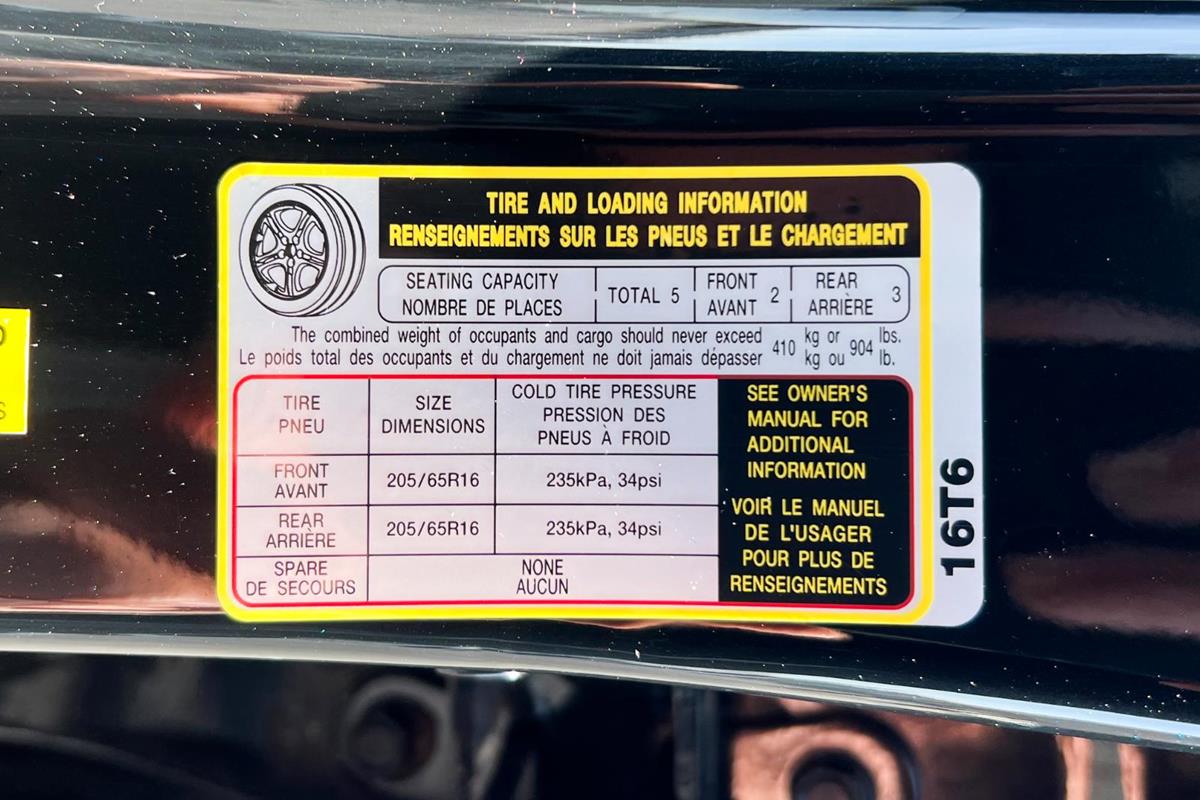 TIRE AND LOADING INFORMATION
RENSEIGNEMENTS SUR LES PNEUS ET LE CHARGEMENT
SEATING CAPACITY
NOMBRE DE PLACES
TOTAL 5
FRONT
AVANT
2
REAR
ARRIÈRE
3
The combined weight of occupants and cargo should never exceed 410 kg or 904 lbs.
Le poids total des occupants et du chargement ne doit jamais dépasser 410 kg ou 904 lb.
TIRE
PNEU
SIZE
DIMENSIONS
COLD TIRE PRESSURE
PRESSION DES
PNEUS À FROID
FRONT
AVANT
205/65R16
235kPa, 34psi
REAR
ARRIÈRE
205/65R16
235kPa, 34psi
SPARE
DE SECOURS
NONE
AUCUN
SEE OWNER'S
MANUAL FOR
ADDITIONAL
INFORMATION
VOIR LE MANUEL
DE L'USAGER
POUR PLUS DE
RENSEIGNEMENTS
16T6